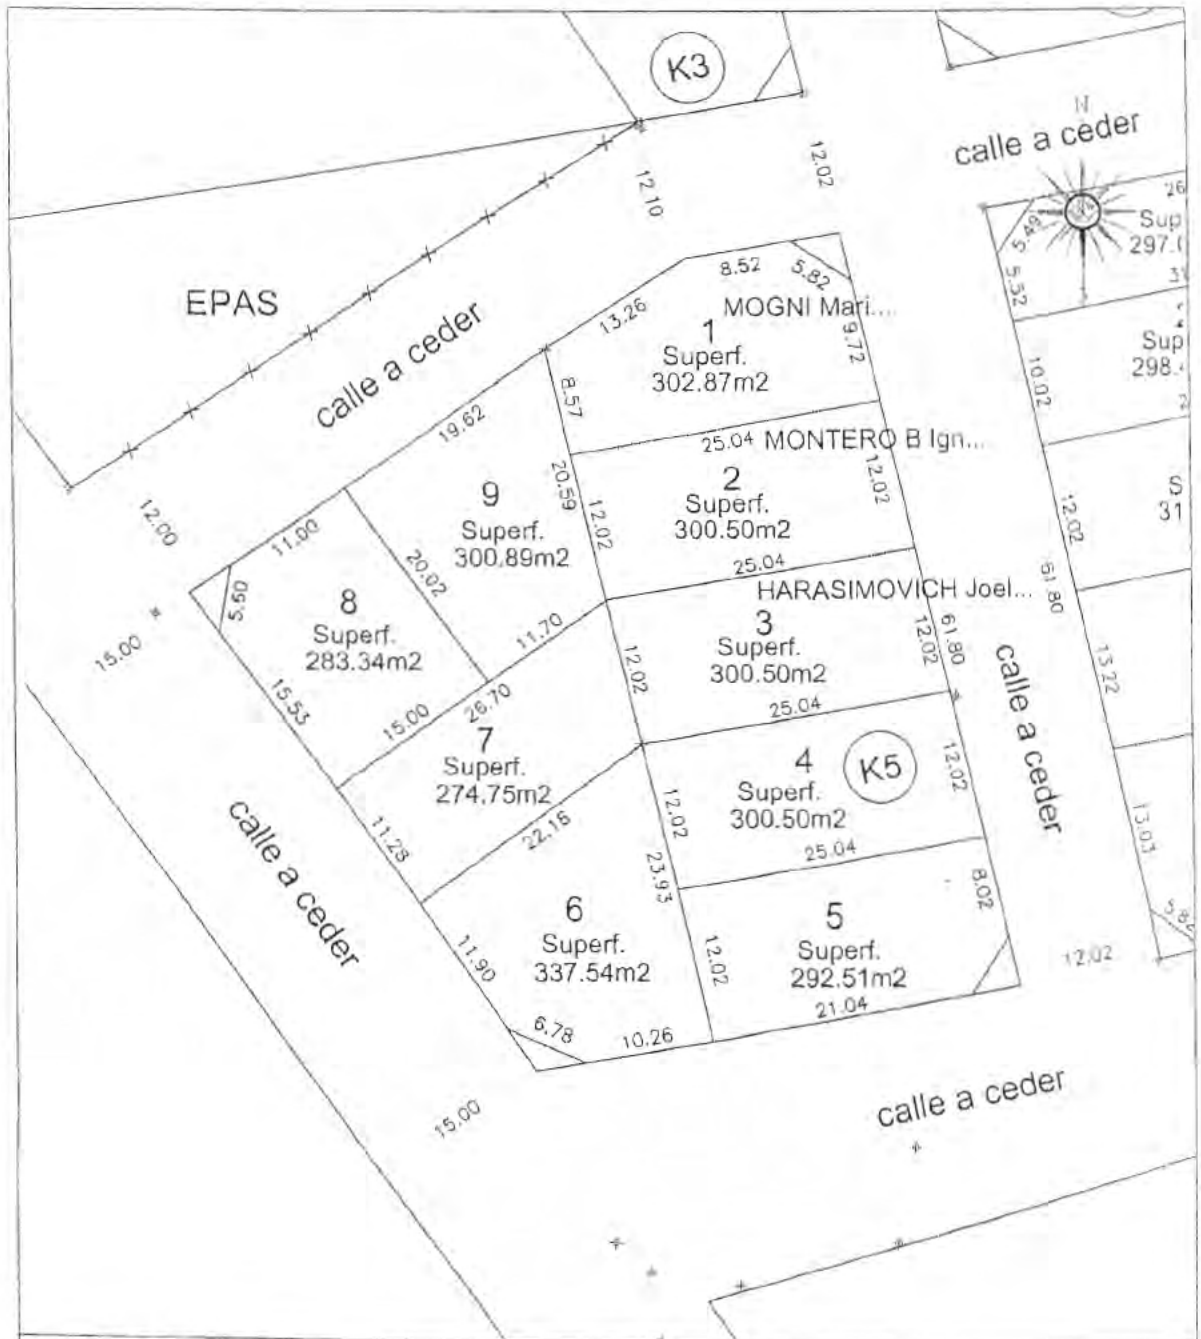 K3
N
calle a ceder
12.02
12.10
26
Sup
5.49
5.52
EPAS
calle a ceder
8.52
5.82
13.26
MOGNI Mari....
1
Superf.
302.87m2
9.72
Sup
298.
10.02
8.57
19.62
25.04
MONTERO B Ign...
2
Superf.
300.50m2
12.02
20.59
12.02
9
Superf.
300.89m2
12.00
11.00
20.02
25.04
HARASIMOVICH Joel...
12.02
61.80
S
31
5.50
8
Superf.
283.34m2
11.70
3
Superf.
300.50m2
12.02
12.02
61.80
15.00
15.53
15.00
26.70
25.04
calle a ceder
13.22
7
Superf.
274.75m2
4
Superf.
300.50m2
K5
12.02
calle a ceder
11.28
22.18
12.02
25.04
13.03
23.93
8.02
6
Superf.
337.54m2
11.90
12.02
5
Superf.
292.51m2
21.04
12.02
6.78
10.26
15.00
calle a ceder